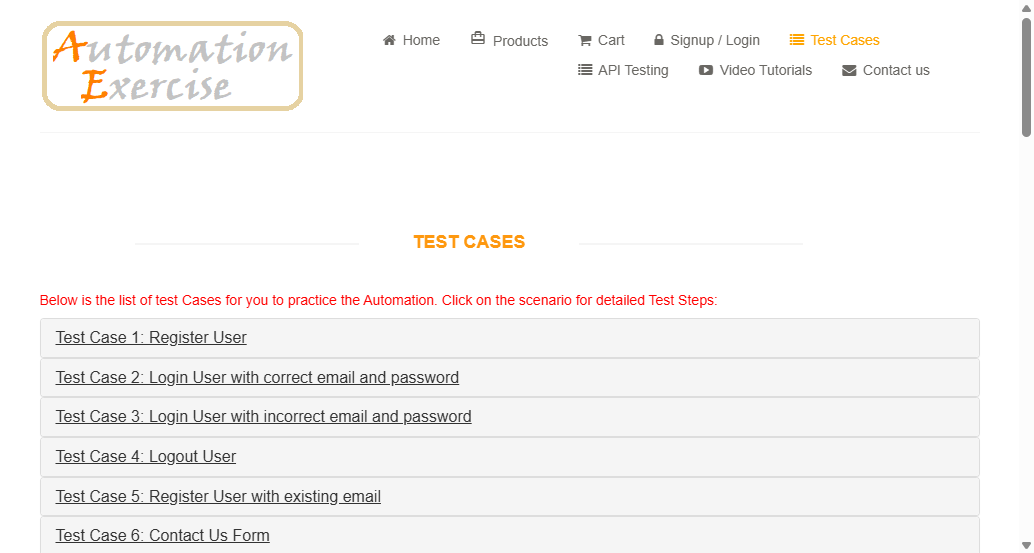 Automation
Exercise
Home Products Cart Signup / Login Test Cases
API Testing Video Tutorials Contact us
TEST CASES
Below is the list of test Cases for you to practice the Automation. Click on the scenario for detailed Test Steps:
Test Case 1: Register User
Test Case 2: Login User with correct email and password
Test Case 3: Login User with incorrect email and password
Test Case 4: Logout User
Test Case 5: Register User with existing email
Test Case 6: Contact Us Form